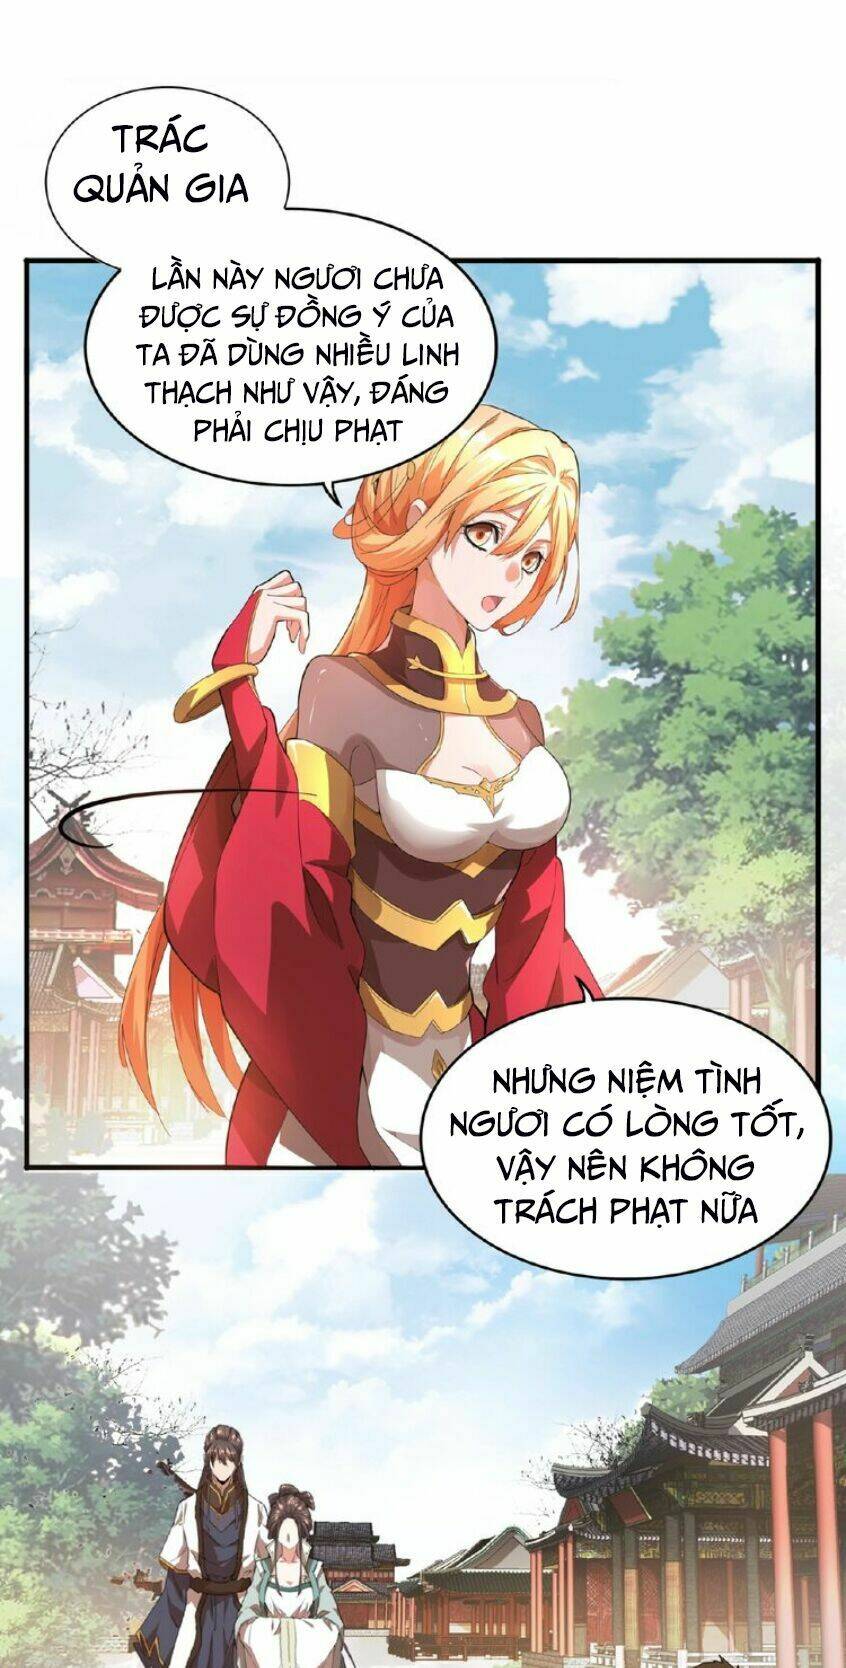 TRÁC
QUẢN GIA
LẦN NÀY NGƯƠI CHƯA
ĐƯỢC SỰ ĐỒNG Ý CỦA
TA ĐÃ DÙNG NHIỀU LINH
THẠCH NHƯ VẬY, ĐÁNG
PHẢI CHỊU PHẠT
NHƯNG NIỆM TÌNH
NGƯƠI CÓ LÒNG TỐT,
VẬY NÊN KHÔNG
TRÁCH PHẠT NỮA